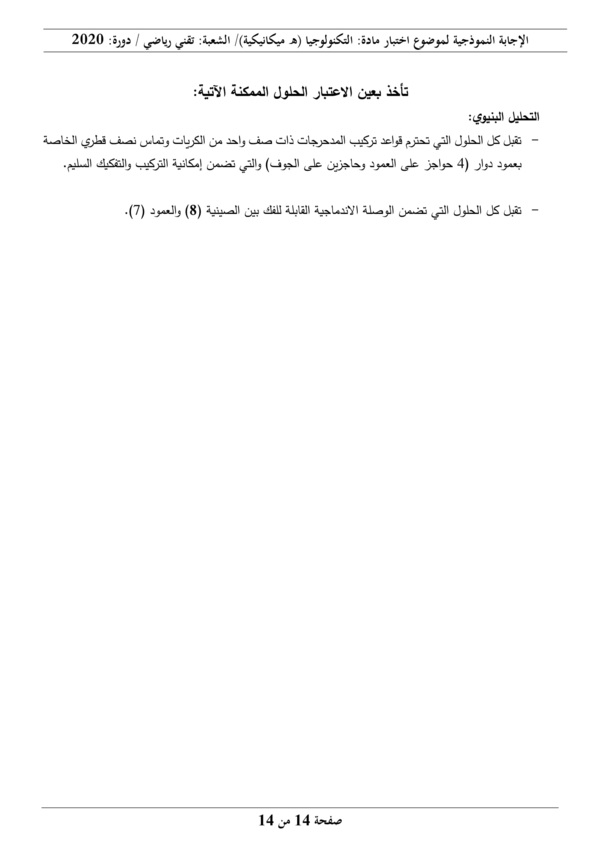 الإجابة النموذجية لموضوع اختبار مادة: التكنولوجيا (هـ ميكانيكية)/ الشعبة: تقني رياضي / دورة: 2020
تأخذ بعين الاعتبار الحلول الممكنة الآتية:
التحليل البنيوي:
- تقبل كل الحلول التي تحترم قواعد تركيب المدحرجات ذات صف واحد من الكريات وتماس نصف قطري الخاصة
بعمود دوار (4 حواجز على العمود وحاجزين على الجوف) والتي تضمن إمكانية التركيب والتفكيك السليم.
- تقبل كل الحلول التي تضمن الوصلة الاندماجية القابلة للفك بين الصينية (8) والعمود (7).
صفحة 14 من 14